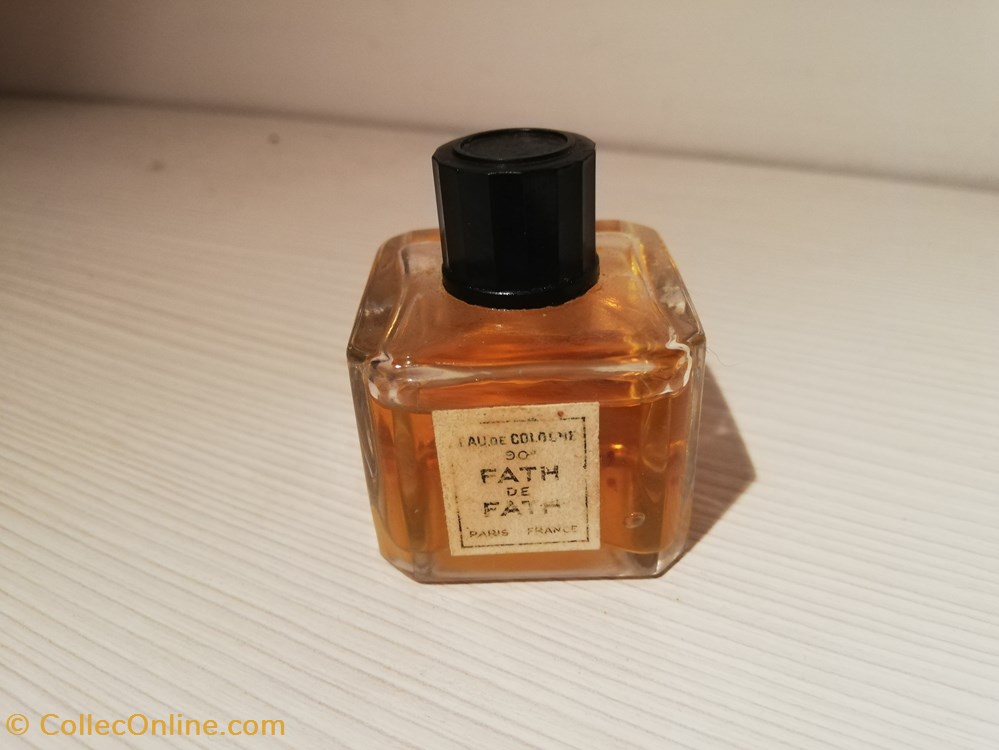 EAU.DE COLOGNE
90°
FATH
DE
FATH
PARIS FRANCE
© CollecOnline.com